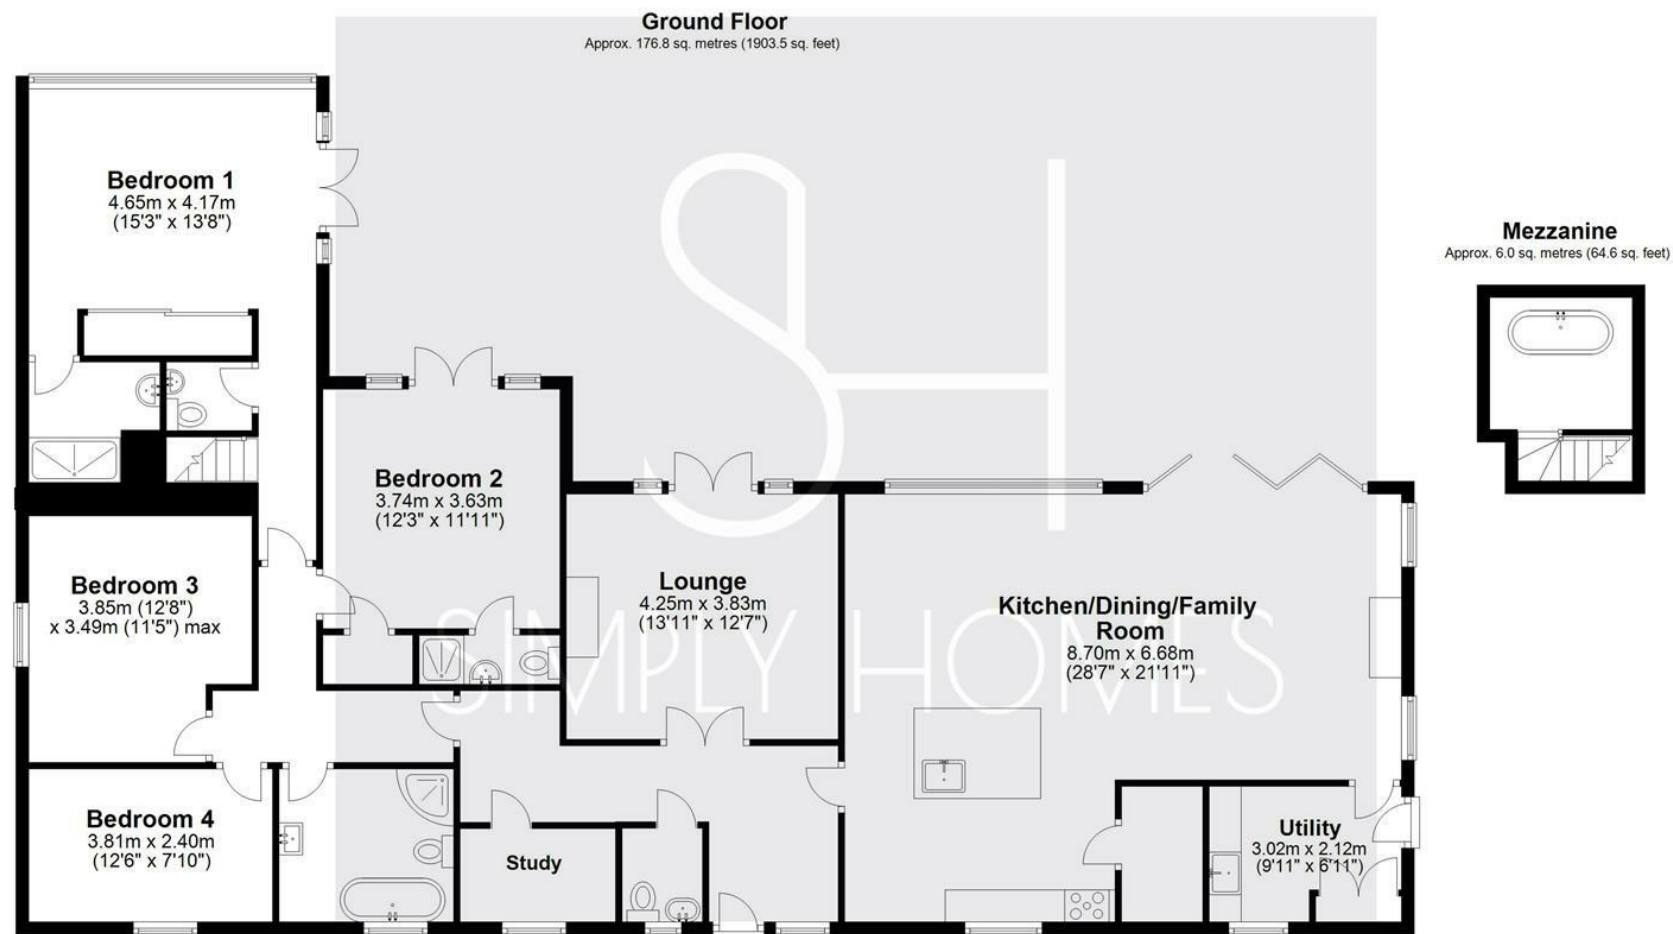 Ground Floor
Approx. 176.8 sq. metres (1903.5 sq. feet)
Bedroom 1
4.65m x 4.17m
(15'3" x 13'8")
Mezzanine
Approx. 6.0 sq. metres (64.6 sq. feet)
SH
Bedroom 2
3.74m x 3.63m
(12'3" x 11'11")
Bedroom 3
3.85m (12'8")
x 3.49m (11'5") max
Lounge
4.25m x 3.83m
(13'11" x 12'7")
Kitchen/Dining/Family
Room
8.70m x 6.68m
(28'7" x 21'11")
SIMPLY HOMES
Bedroom 4
3.81m x 2.40m
(12'6" x 7'10")
Study
Utility
3.02m x 2.12m
(9'11" x 6'11")